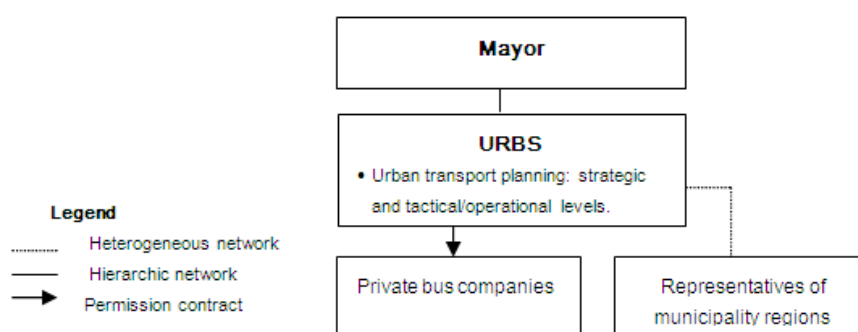 Mayor
URBS
• Urban transport planning: strategic
and tactical/operational levels.
Legend
Heterogeneous network
Hierarchic network
Permission contract
Private bus companies
Representatives of
municipality regions